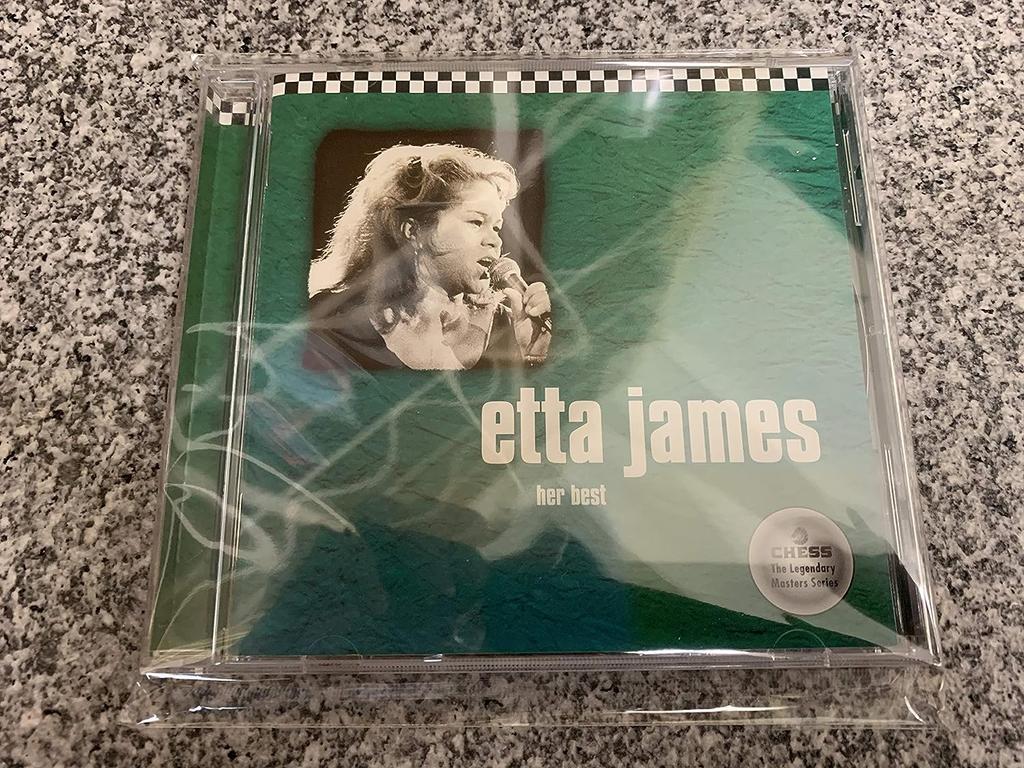 etta james
her best
CHESS
The Legendary
Masters Series